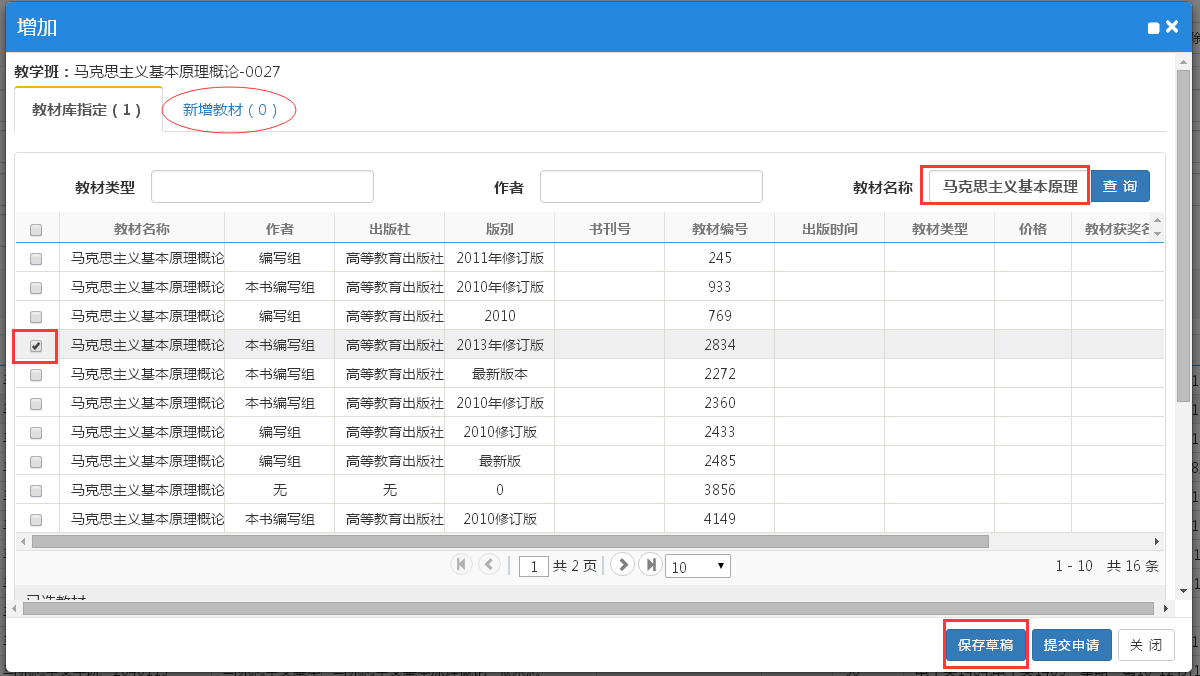 增加
教学班：马克思主义基本原理概论-0027
教材库指定 ( 1 ) 新增教材 ( 0 )
教材类型 作者 教材名称 马克思主义基本原理 查 询
教材名称 作者 出版社 版别 书刊号 教材编号 出版时间 教材类型 价格 教材获奖名
马克思主义基本原理概论 编写组 高等教育出版社 2011年修订版 245
马克思主义基本原理概论 本书编写组 高等教育出版社 2010年修订版 933
马克思主义基本原理概论 编写组 高等教育出版社 2010 769
马克思主义基本原理概论 本书编写组 高等教育出版社 2013年修订版 2834
马克思主义基本原理概论 本书编写组 高等教育出版社 最新版本 2272
马克思主义基本原理概论 本书编写组 高等教育出版社 2010年修订版 2360
马克思主义基本原理概论 编写组 高等教育出版社 2010修订版 2433
马克思主义基本原理概论 编写组 高等教育出版社 最新版 2485
马克思主义基本原理概论 无 无 0 3856
马克思主义基本原理概论 本书编写组 高等教育出版社 2010修订版 4149
1 共 2 页 10 1 - 10 共 16 条
已选教材
保存草稿 提交申请 关 闭